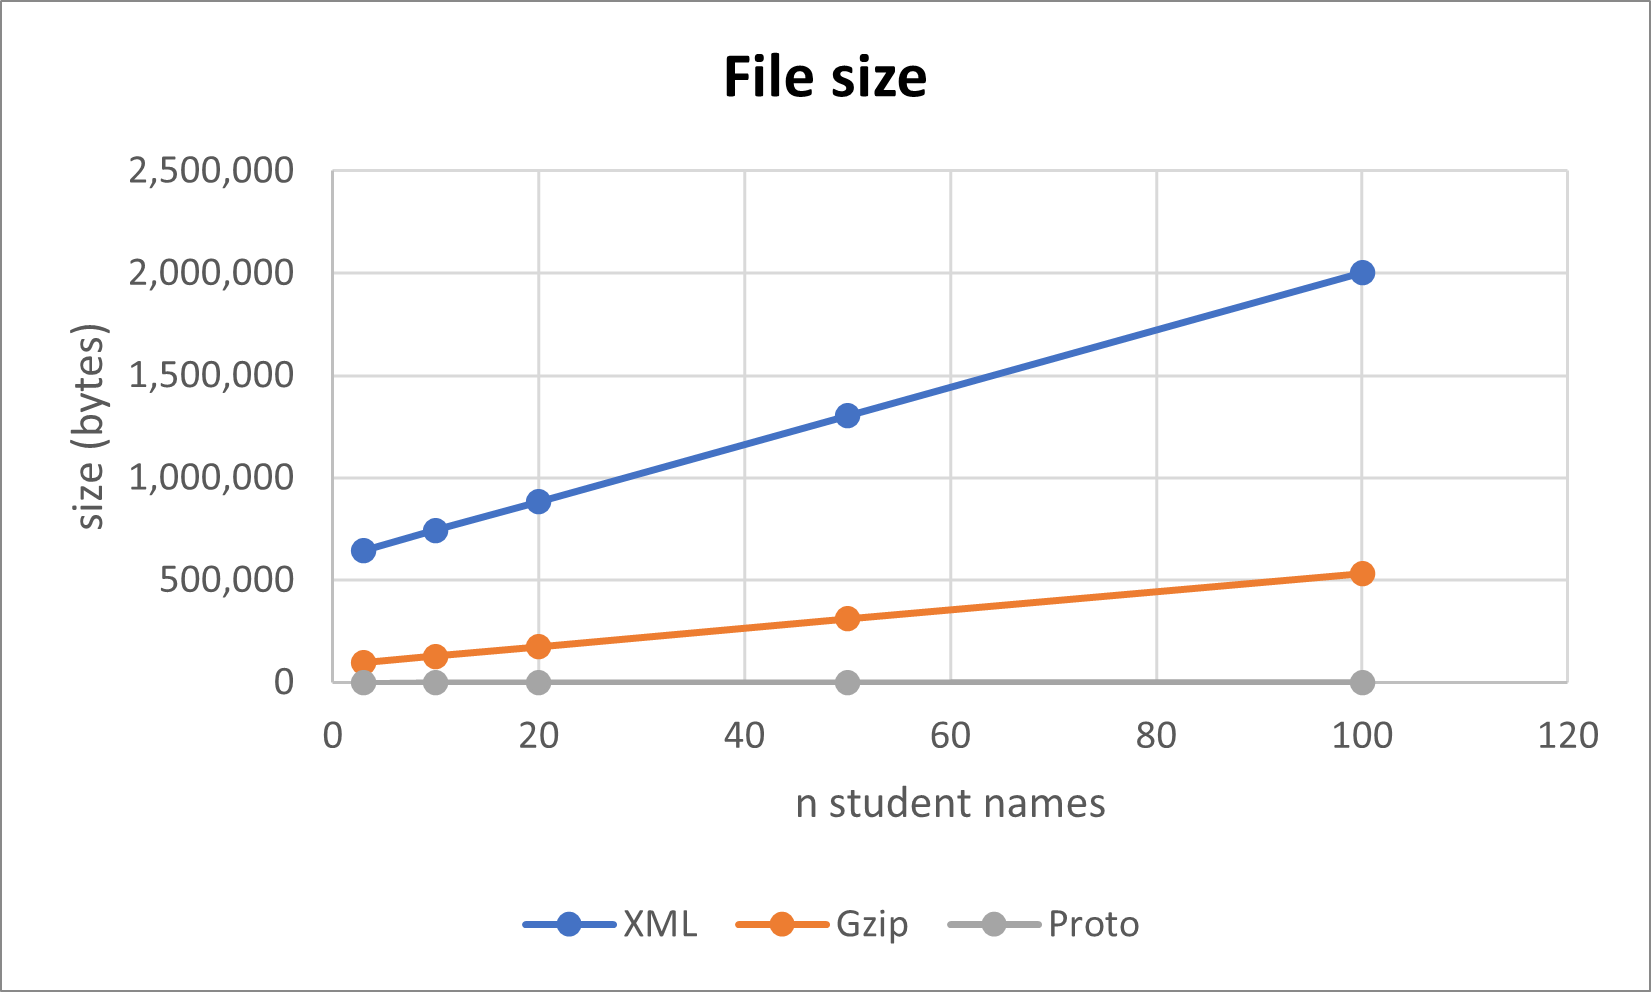 File size
2,500,000
2,000,000
1,500,000
1,000,000
500,000
0
size (bytes)
0 20 40 60 80 100 120
n student names
XML Gzip Proto